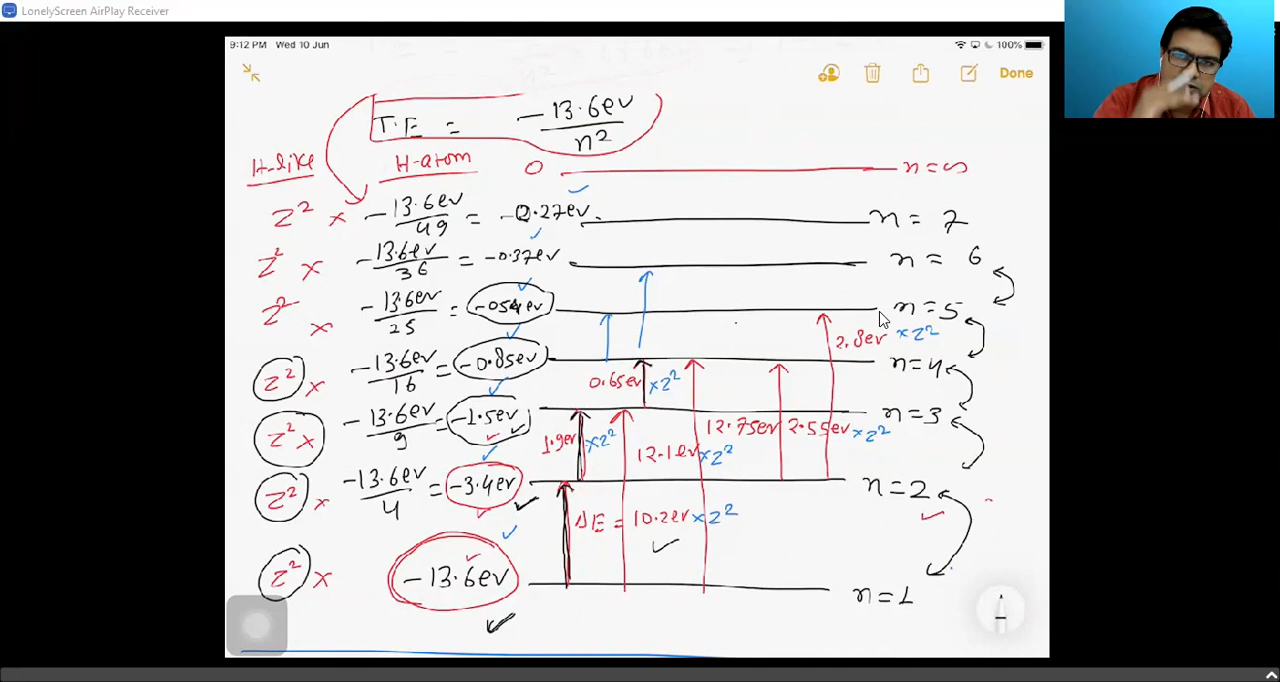 LonelyScreen AirPlay Receiver
9:12 PM Wed 10 Jun
100%
Done
T.E = -13.6ev / n²
H-like H-atom 0 n=∞
Z² × -13.6ev / 49 = -0.27ev n = 7
Z² × -13.6ev / 36 = -0.37ev n = 6
Z² × -13.6ev / 25 = -0.54ev n=5
2.8ev ×Z²
Z² × -13.6ev / 16 = -0.85ev n=4
0.65ev ×Z²
Z² × -13.6ev / 9 = -1.5ev n=3
1.9ev ×Z² 12.1ev ×Z² 12.75ev 2.55ev ×Z²
Z² × -13.6ev / 4 = -3.4ev n=2
ΔE = 10.2ev ×Z²
Z² × -13.6ev n=1